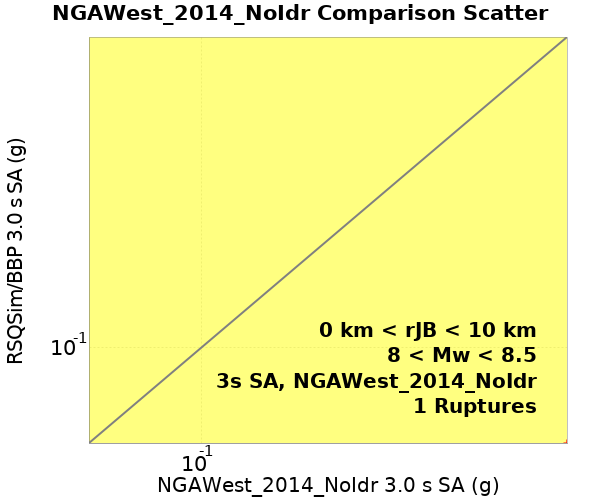 NGAWest_2014_NoIdr Comparison Scatter
RSQSim/BBP 3.0 s SA (g)
10-1
0 km < rJB < 10 km
8 < Mw < 8.5
3s SA, NGAWest_2014_NoIdr
1 Ruptures
10-1
NGAWest_2014_NoIdr 3.0 s SA (g)